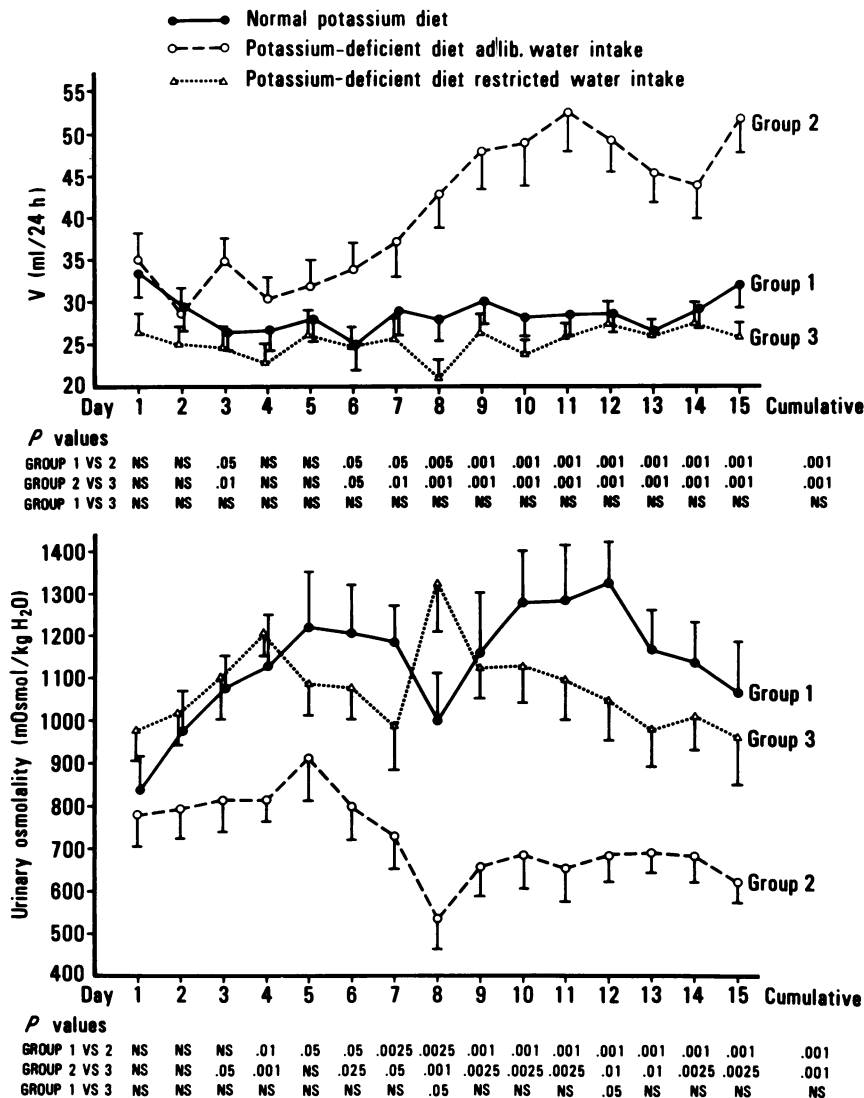 Normal potassium diet
Potassium-deficient diet ad lib. water intake
Potassium-deficient diet restricted water intake
V (ml/24 h)
55
50
45
40
35
30
25
20
Group 2
Group 1
Group 3
Day 1 2 3 4 5 6 7 8 9 10 11 12 13 14 15 Cumulative
P values
GROUP 1 VS 2 NS NS .05 NS NS .05 .05 .005 .001 .001 .001 .001 .001 .001 .001 .001
GROUP 2 VS 3 NS NS .01 NS NS .05 .01 .001 .001 .001 .001 .001 .001 .001 .001 .001
GROUP 1 VS 3 NS NS NS NS NS NS NS NS NS NS NS NS NS NS NS NS
Urinary osmolality (mOsmol/kg H₂O)
1400
1300
1200
1100
1000
900
800
700
600
500
400
Group 1
Group 3
Group 2
Day 1 2 3 4 5 6 7 8 9 10 11 12 13 14 15 Cumulative
P values
GROUP 1 VS 2 NS NS NS .01 .05 .05 .0025 .0025 .001 .001 .001 .001 .001 .001 .001 .001
GROUP 2 VS 3 NS NS .05 .001 NS .025 .05 .001 .0025 .0025 .0025 .01 .01 .0025 .0025 .001
GROUP 1 VS 3 NS NS NS NS NS NS NS .05 NS NS NS .05 NS NS NS NS